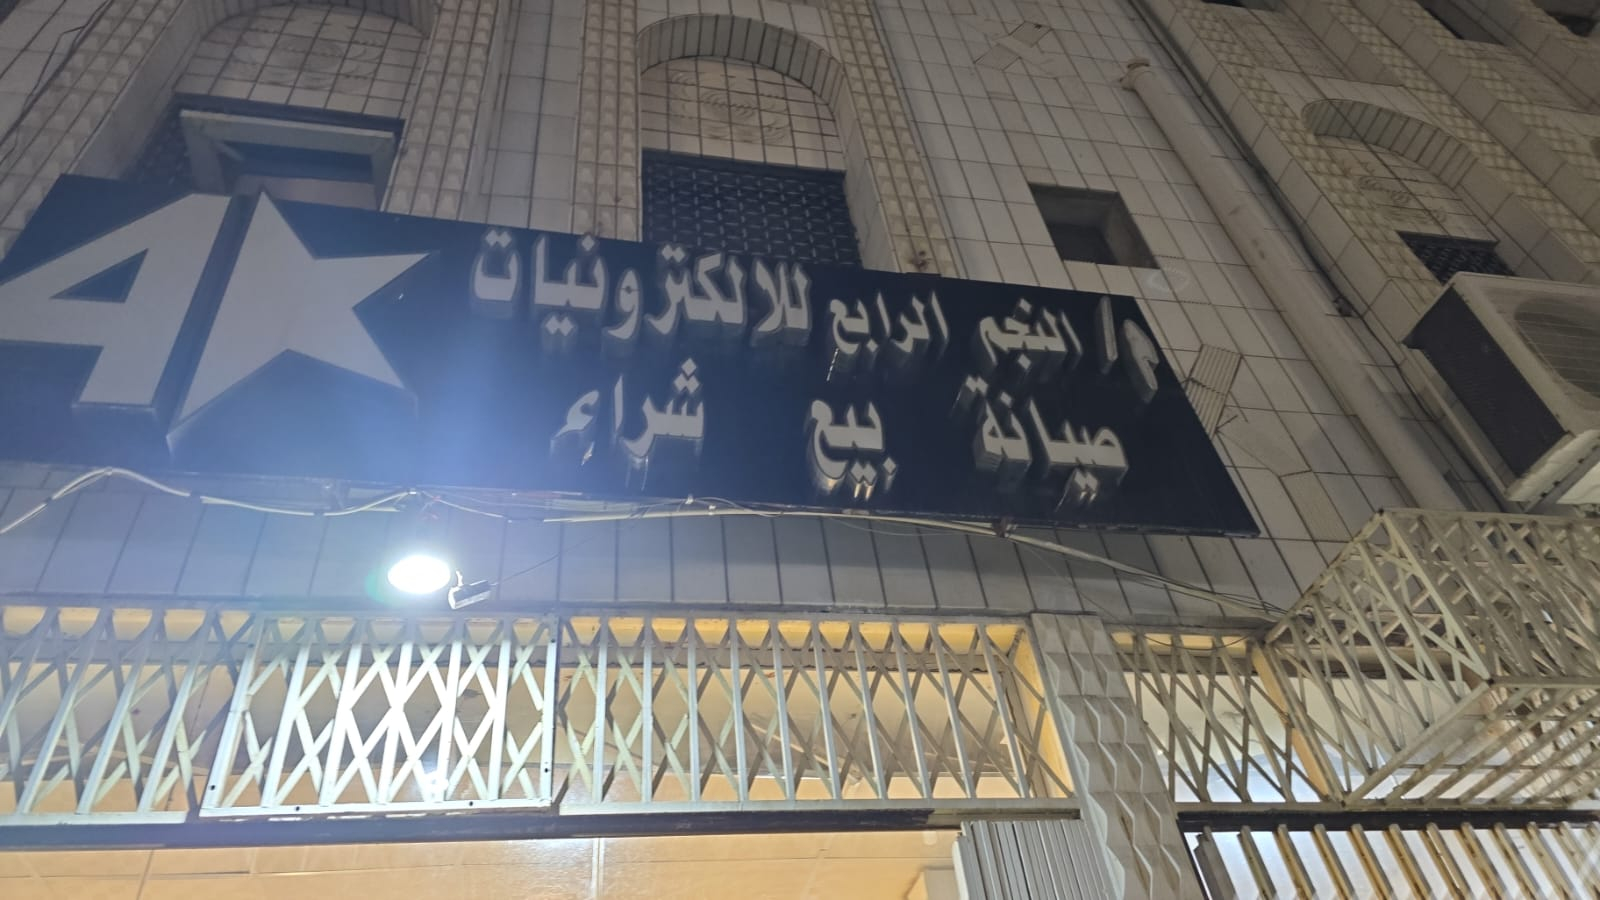 م/ النجم الرابع للالكترونيات
صيانة بيع شراء
4